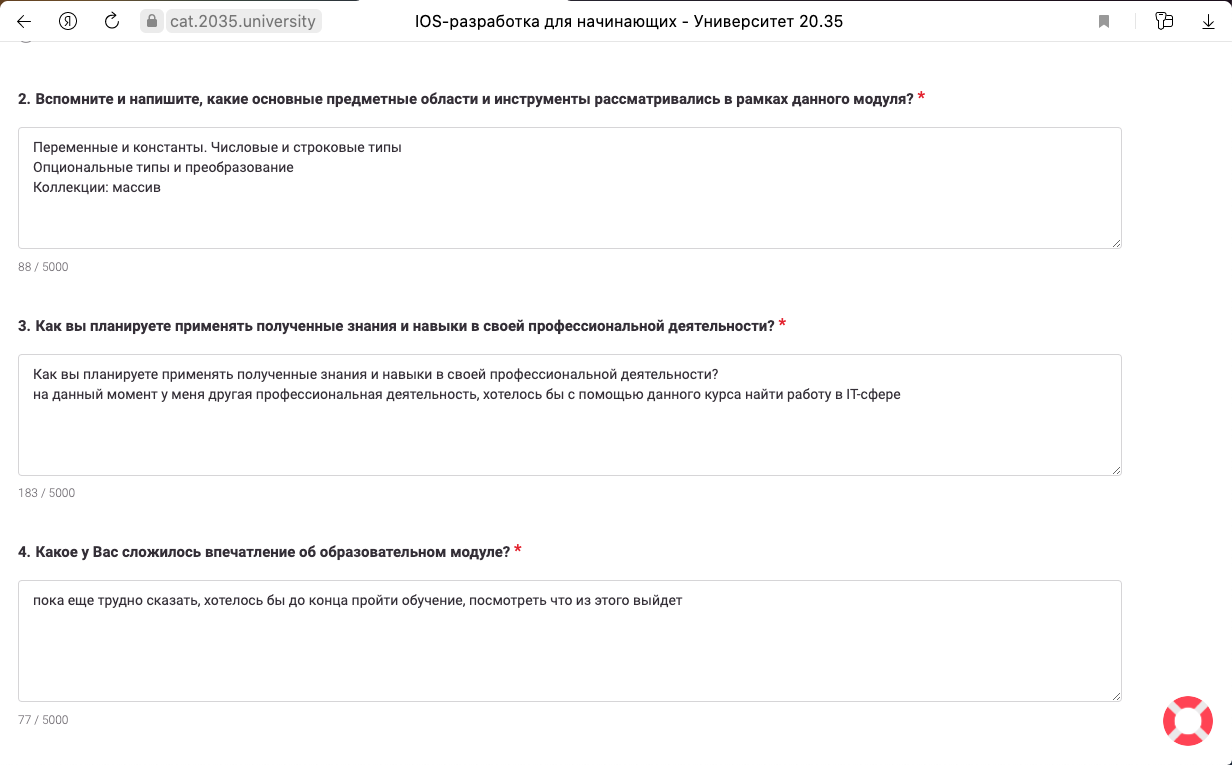 cat.2035.university
IOS-разработка для начинающих - Университет 20.35
2. Вспомните и напишите, какие основные предметные области и инструменты рассматривались в рамках данного модуля? *
Переменные и константы. Числовые и строковые типы
Опциональные типы и преобразование
Коллекции: массив
88 / 5000
3. Как вы планируете применять полученные знания и навыки в своей профессиональной деятельности? *
Как вы планируете применять полученные знания и навыки в своей профессиональной деятельности?
на данный момент у меня другая профессиональная деятельность, хотелось бы с помощью данного курса найти работу в IT-сфере
183 / 5000
4. Какое у Вас сложилось впечатление об образовательном модуле? *
пока еще трудно сказать, хотелось бы до конца пройти обучение, посмотреть что из этого выйдет
77 / 5000